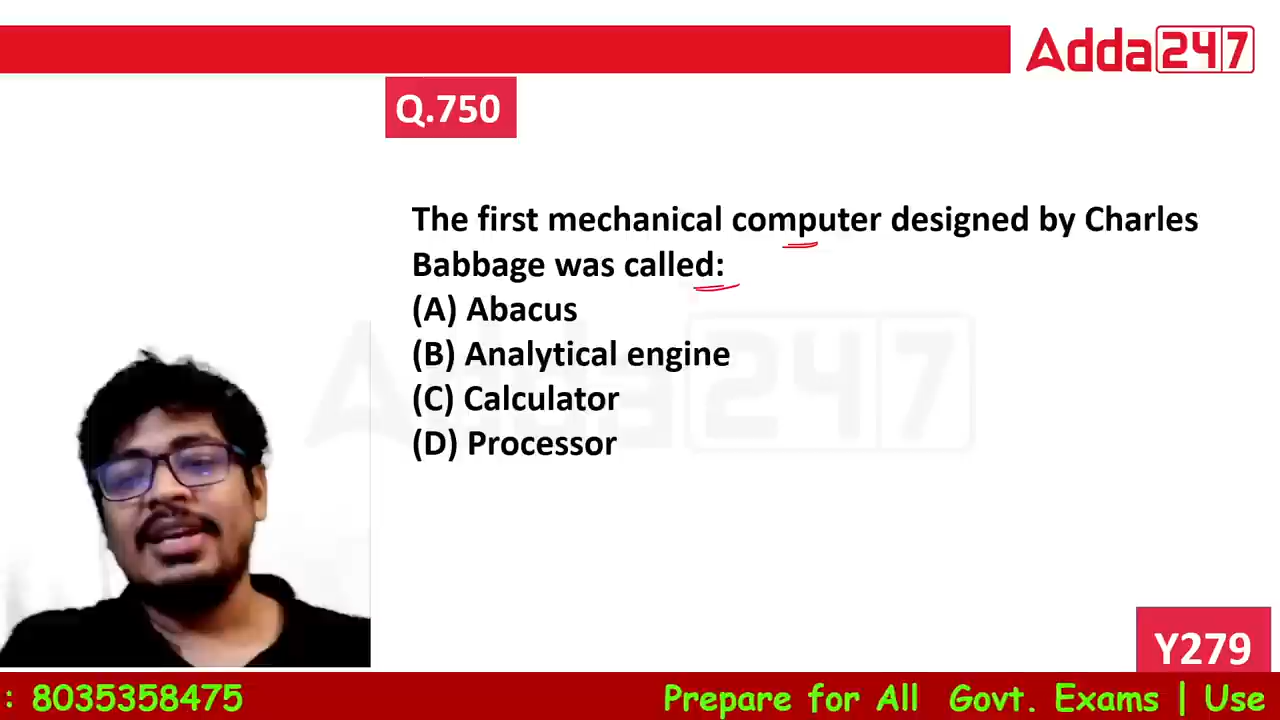 Adda247
Q.750
The first mechanical computer designed by Charles
Babbage was called:
(A) Abacus
(B) Analytical engine
(C) Calculator
(D) Processor
Adda247
Y279
: 8035358475 Prepare for All Govt. Exams | Use